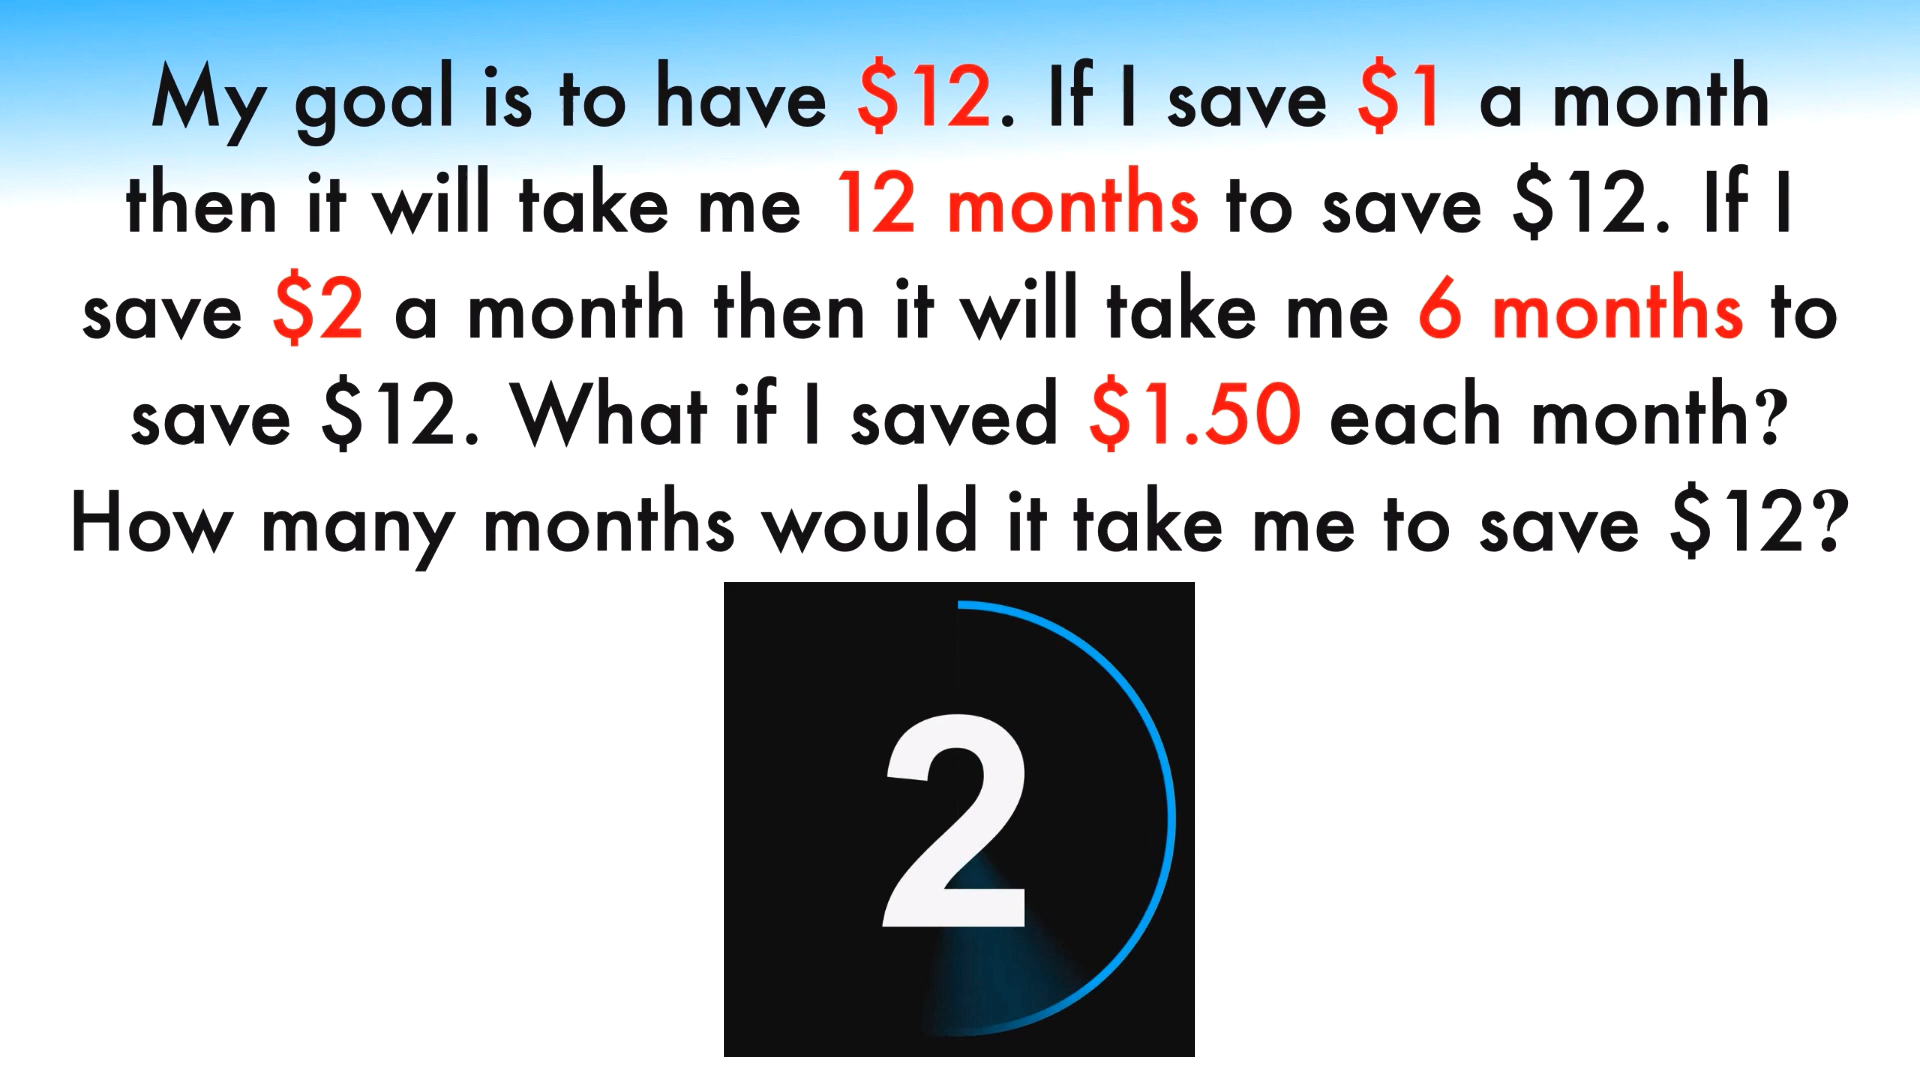 My goal is to have $12. If I save $1 a month
then it will take me 12 months to save $12. If I
save $2 a month then it will take me 6 months to
save $12. What if I saved $1.50 each month?
How many months would it take me to save $12?
2